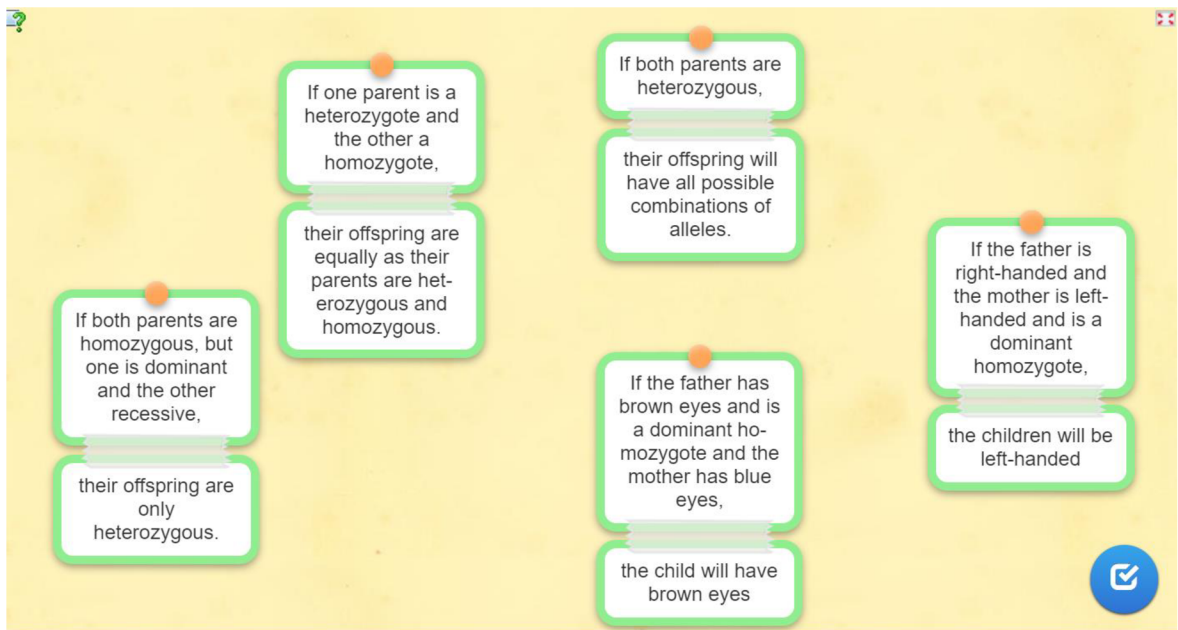 If both parents are
homozygous, but
one is dominant
and the other
recessive,
their offspring are
only
heterozygous.
If one parent is a
heterozygote and
the other a
homozygote,
their offspring are
equally as their
parents are het-
erozygous and
homozygous.
If both parents are
heterozygous,
their offspring will
have all possible
combinations of
alleles.
If the father has
brown eyes and is
a dominant ho-
mozygote and the
mother has blue
eyes,
the child will have
brown eyes
If the father is
right-handed and
the mother is left-
handed and is a
dominant
homozygote,
the children will be
left-handed